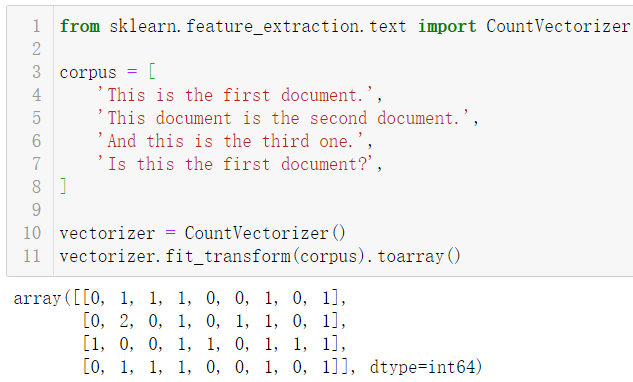 1 from sklearn.feature_extraction.text import CountVectorizer
2
3 corpus = [
4     'This is the first document.',
5     'This document is the second document.',
6     'And this is the third one.',
7     'Is this the first document?',
8 ]
9
10 vectorizer = CountVectorizer()
11 vectorizer.fit_transform(corpus).toarray()
array([[0, 1, 1, 1, 0, 0, 1, 0, 1],
       [0, 2, 0, 1, 0, 1, 1, 0, 1],
       [1, 0, 0, 1, 1, 0, 1, 1, 1],
       [0, 1, 1, 1, 0, 0, 1, 0, 1]], dtype=int64)